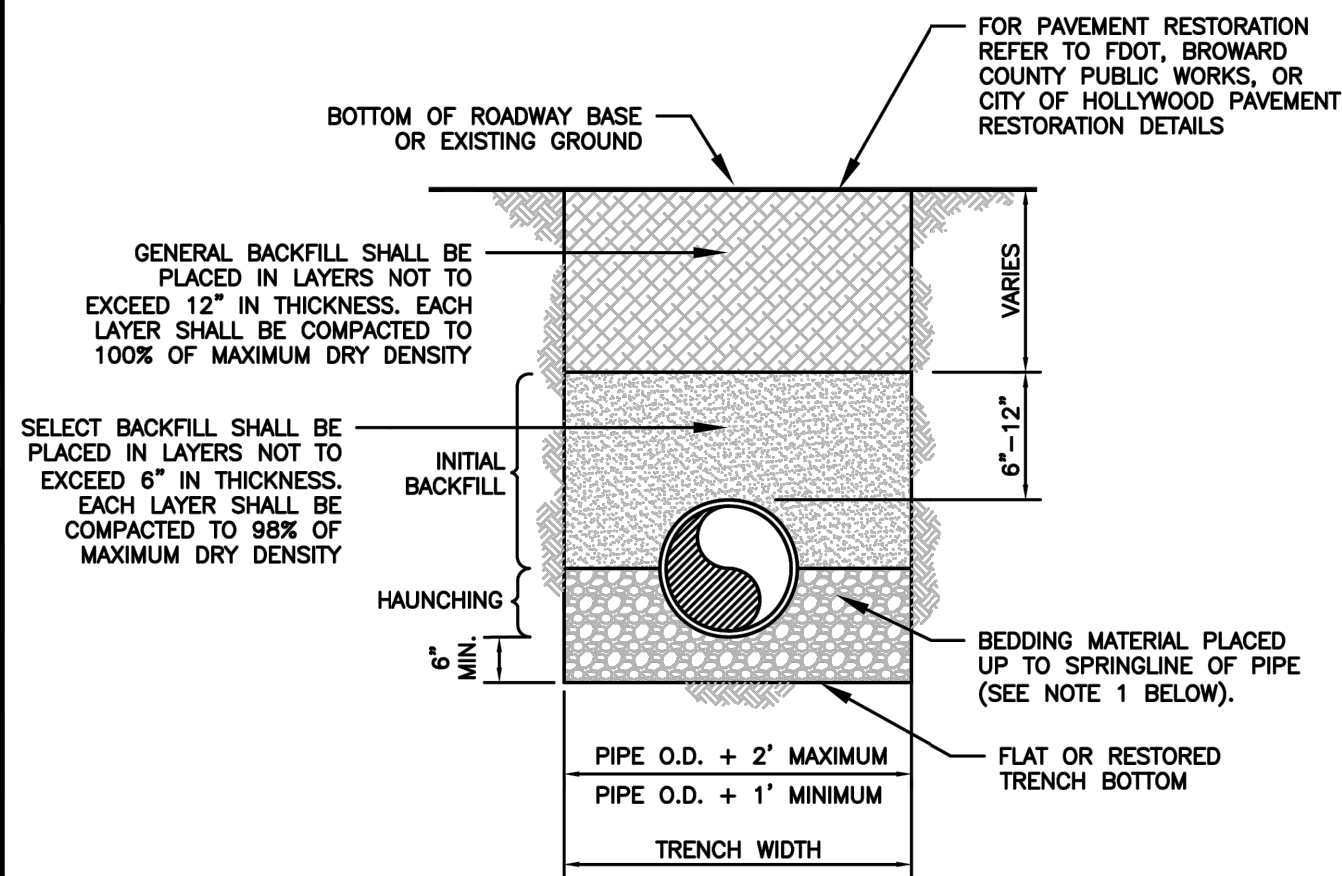 FOR PAVEMENT RESTORATION
REFER TO FDOT, BROWARD
COUNTY PUBLIC WORKS, OR
CITY OF HOLLYWOOD PAVEMENT
RESTORATION DETAILS
BOTTOM OF ROADWAY BASE
OR EXISTING GROUND
GENERAL BACKFILL SHALL BE
PLACED IN LAYERS NOT TO
EXCEED 12" IN THICKNESS. EACH
LAYER SHALL BE COMPACTED TO
100% OF MAXIMUM DRY DENSITY
VARIES
SELECT BACKFILL SHALL BE
PLACED IN LAYERS NOT TO
EXCEED 6" IN THICKNESS.
EACH LAYER SHALL BE
COMPACTED TO 98% OF
MAXIMUM DRY DENSITY
INITIAL
BACKFILL
6"-12"
HAUNCHING
6"
MIN.
BEDDING MATERIAL PLACED
UP TO SPRINGLINE OF PIPE
(SEE NOTE 1 BELOW).
FLAT OR RESTORED
TRENCH BOTTOM
PIPE O.D. + 2' MAXIMUM
PIPE O.D. + 1' MINIMUM
TRENCH WIDTH